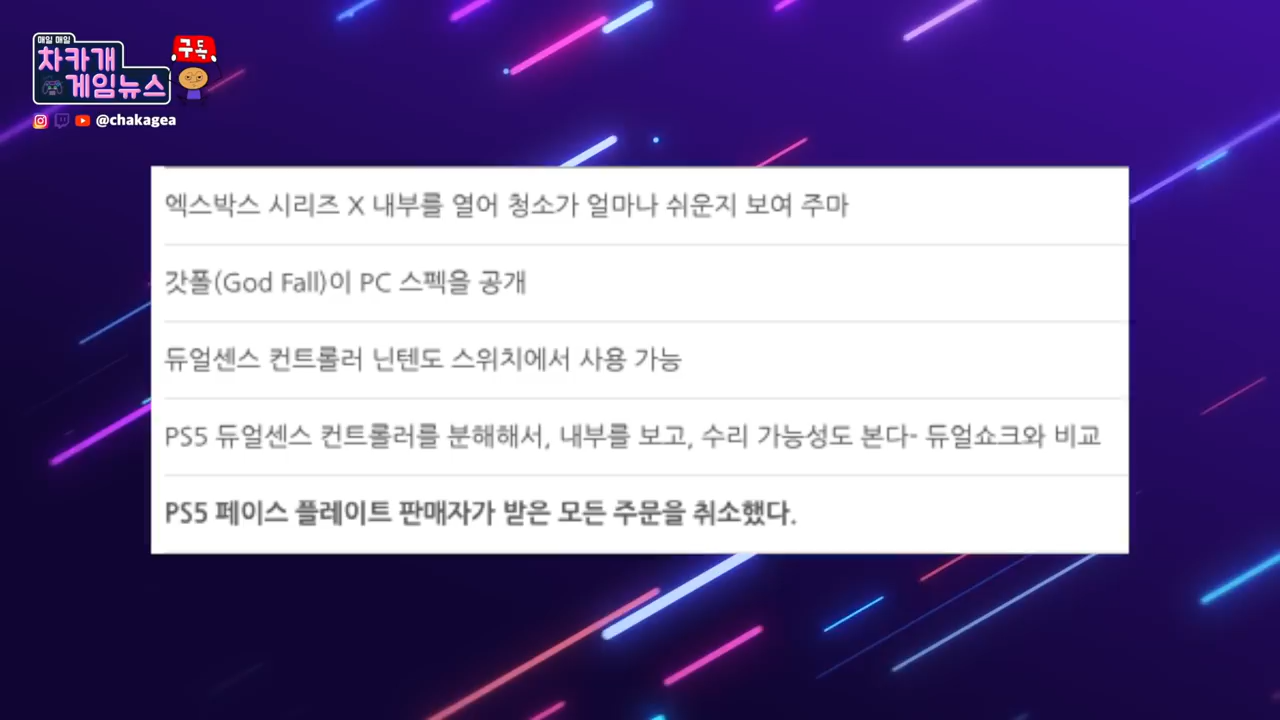 매일 매일
차카개
게임뉴스
구독
@chakagea
엑스박스 시리즈 X 내부를 열어 청소가 얼마나 쉬운지 보여 주마
갓폴(God Fall)이 PC 스펙을 공개
듀얼센스 컨트롤러 닌텐도 스위치에서 사용 가능
PS5 듀얼센스 컨트롤러를 분해해서, 내부를 보고, 수리 가능성도 본다- 듀얼쇼크와 비교
PS5 페이스 플레이트 판매자가 받은 모든 주문을 취소했다.